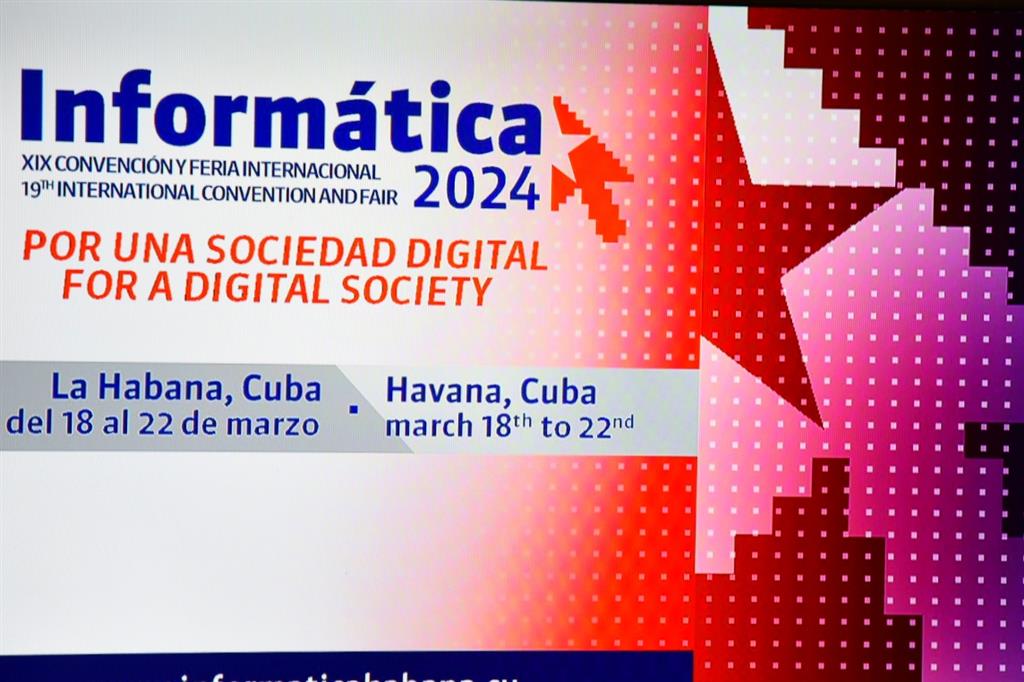 Informática
XIX CONVENCIÓN Y FERIA INTERNACIONAL
19TH INTERNATIONAL CONVENTION AND FAIR
2024
POR UNA SOCIEDAD DIGITAL
FOR A DIGITAL SOCIETY
La Habana, Cuba
del 18 al 22 de marzo
Havana, Cuba
march 18th to 22nd